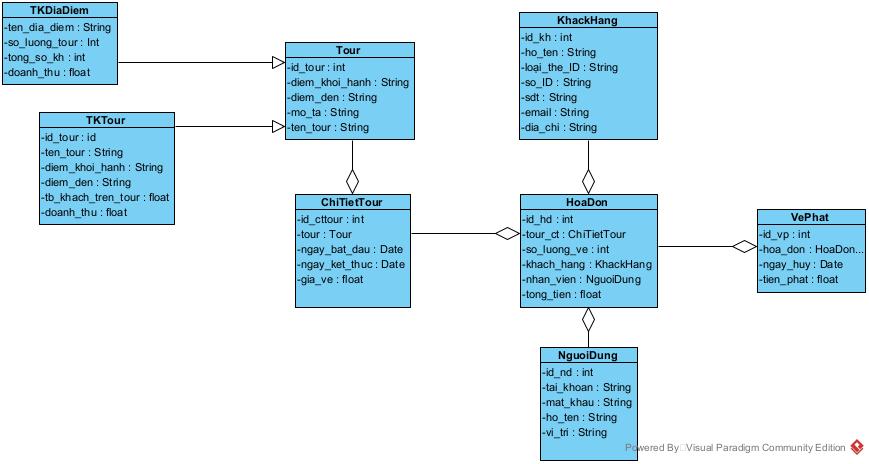 TKDiaDiem
-ten_dia_diem : String
-so_luong_tour : Int
-tong_so_kh : int
-doanh_thu : float
TKTour
-id_tour : id
-ten_tour : String
-diem_khoi_hanh : String
-diem_den : String
-tb_khach_tren_tour : float
-doanh_thu : float
Tour
-id_tour : int
-diem_khoi_hanh : String
-diem_den : String
-mo_ta : String
-ten_tour : String
ChiTietTour
-id_cttour : int
-tour : Tour
-ngay_bat_dau : Date
-ngay_ket_thuc : Date
-gia_ve : float
KhackHang
-id_kh : int
-ho_ten : String
-loại_the_ID : String
-so_ID : String
-sdt : String
-email : String
-dia_chi : String
HoaDon
-id_hd : int
-tour_ct : ChiTietTour
-so_luong_ve : int
-khach_hang : KhackHang
-nhan_vien : NguoiDung
-tong_tien : float
VePhat
-id_vp : int
-hoa_don : HoaDon...
-ngay_huy : Date
-tien_phat : float
NguoiDung
-id_nd : int
-tai_khoan : String
-mat_khau : String
-ho_ten : String
-vi_tri : String
Powered By Visual Paradigm Community Edition